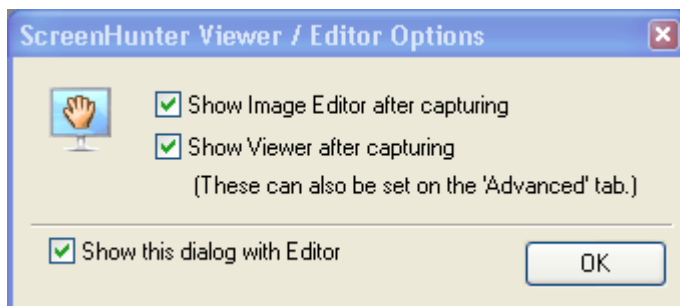 ScreenHunter Viewer / Editor Options
Show Image Editor after capturing
Show Viewer after capturing
(These can also be set on the 'Advanced' tab.)
Show this dialog with Editor
OK